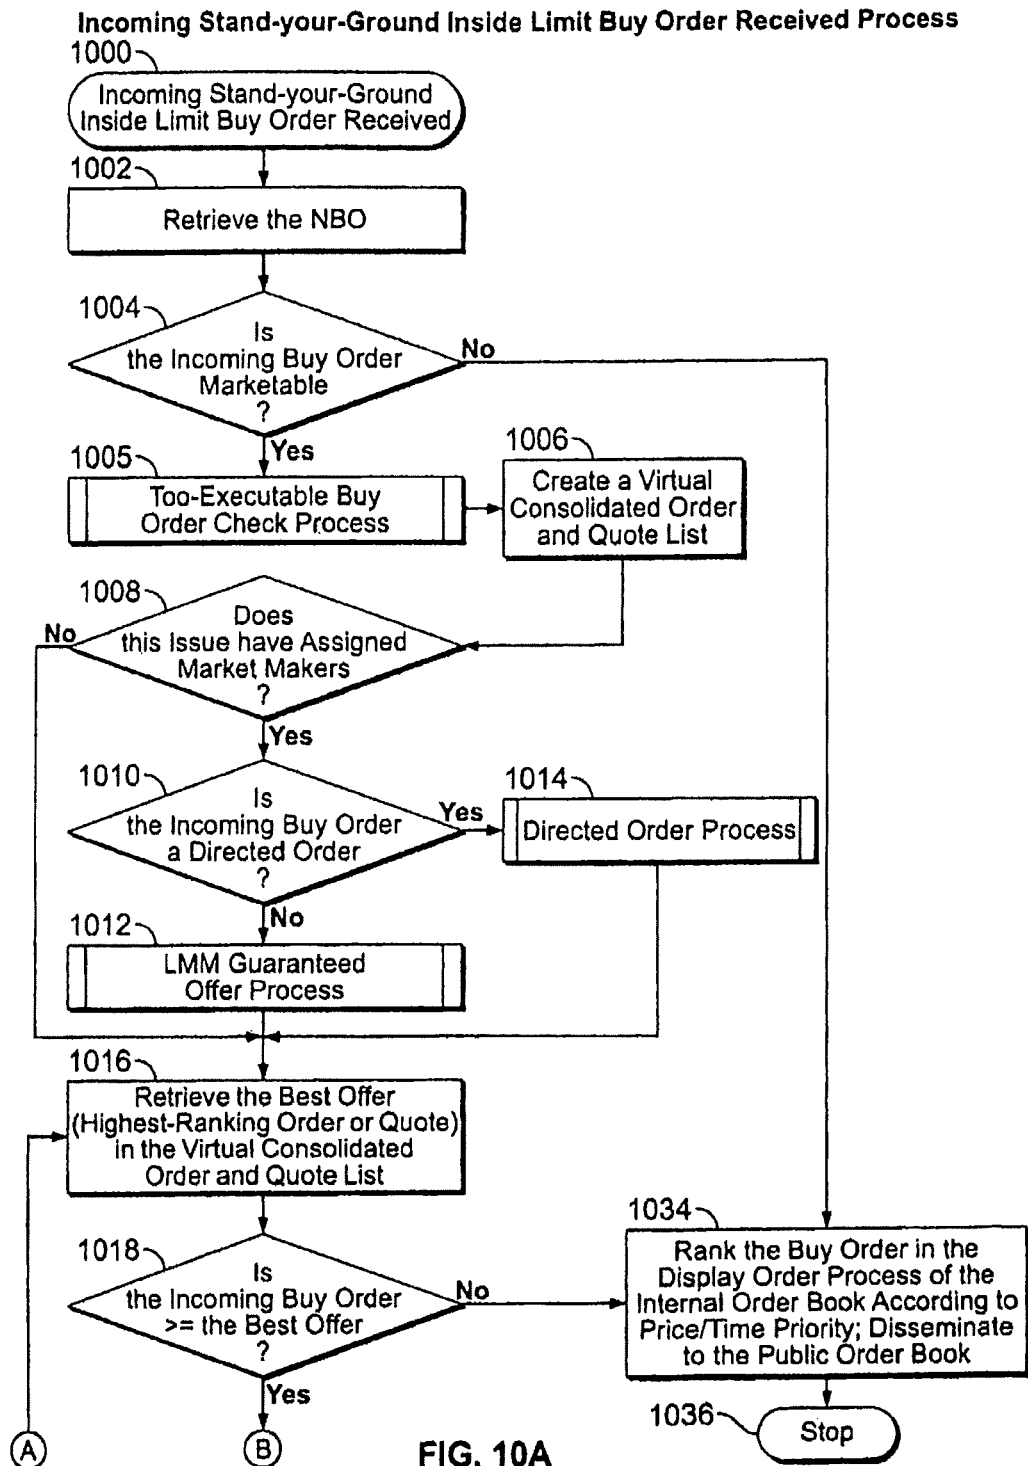 Incoming Stand-your-Ground Inside Limit Buy Order Received Process
1000
Incoming Stand-your-Ground
Inside Limit Buy Order Received
1002
Retrieve the NBO
1004
Is
the Incoming Buy Order
Marketable
?
No
Yes
1005
Too-Executable Buy
Order Check Process
1006
Create a Virtual
Consolidated Order
and Quote List
1008
Does
this Issue have Assigned
Market Makers
?
No
Yes
1010
Is
the Incoming Buy Order
a Directed Order
?
Yes
1014
Directed Order Process
No
1012
LMM Guaranteed
Offer Process
1016
Retrieve the Best Offer
(Highest-Ranking Order or Quote)
in the Virtual Consolidated
Order and Quote List
1018
Is
the Incoming Buy Order
>= the Best Offer
?
No
1034
Rank the Buy Order in the
Display Order Process of the
Internal Order Book According to
Price/Time Priority; Disseminate
to the Public Order Book
Yes
1036
Stop
A
B
FIG. 10A